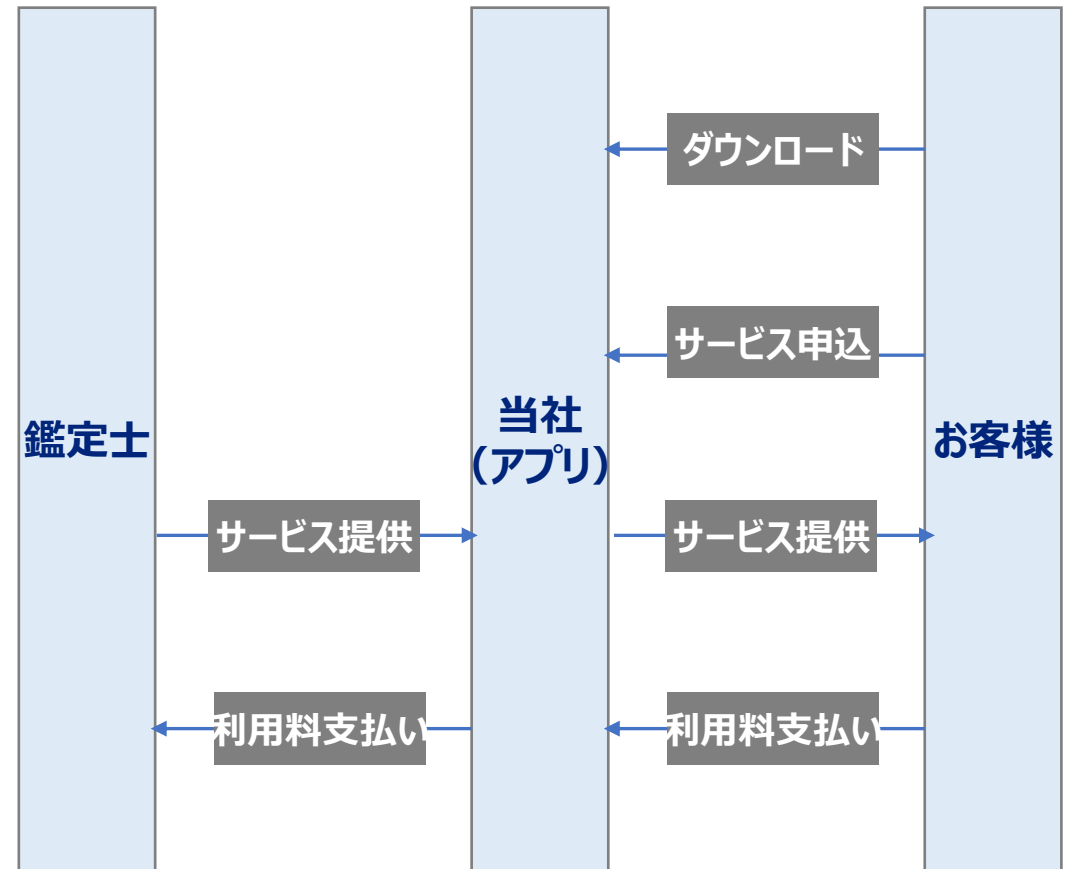 ダウンロード
サービス申込
鑑定士
当社
（アプリ）
お客様
サービス提供
サービス提供
利用料支払い
利用料支払い